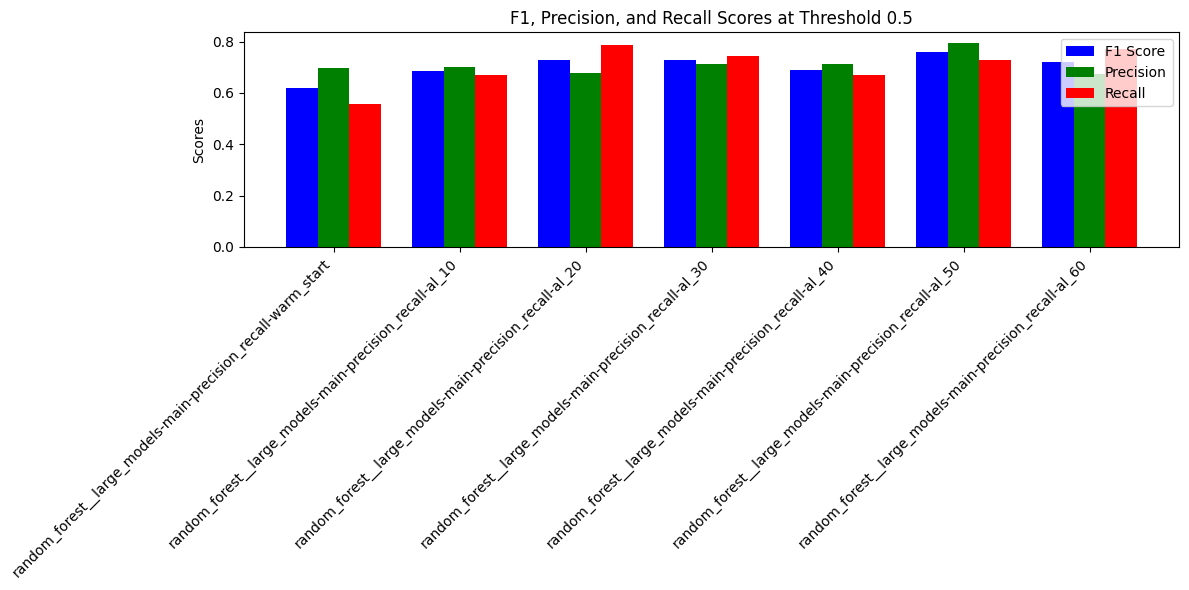 F1, Precision, and Recall Scores at Threshold 0.5
Scores
0.8
0.6
0.4
0.2
0.0
F1 Score
Precision
Recall
random_forest__large_models-main-precision_recall-warm_start
random_forest__large_models-main-precision_recall-al_10
random_forest__large_models-main-precision_recall-al_20
random_forest__large_models-main-precision_recall-al_30
random_forest__large_models-main-precision_recall-al_40
random_forest__large_models-main-precision_recall-al_50
random_forest__large_models-main-precision_recall-al_60